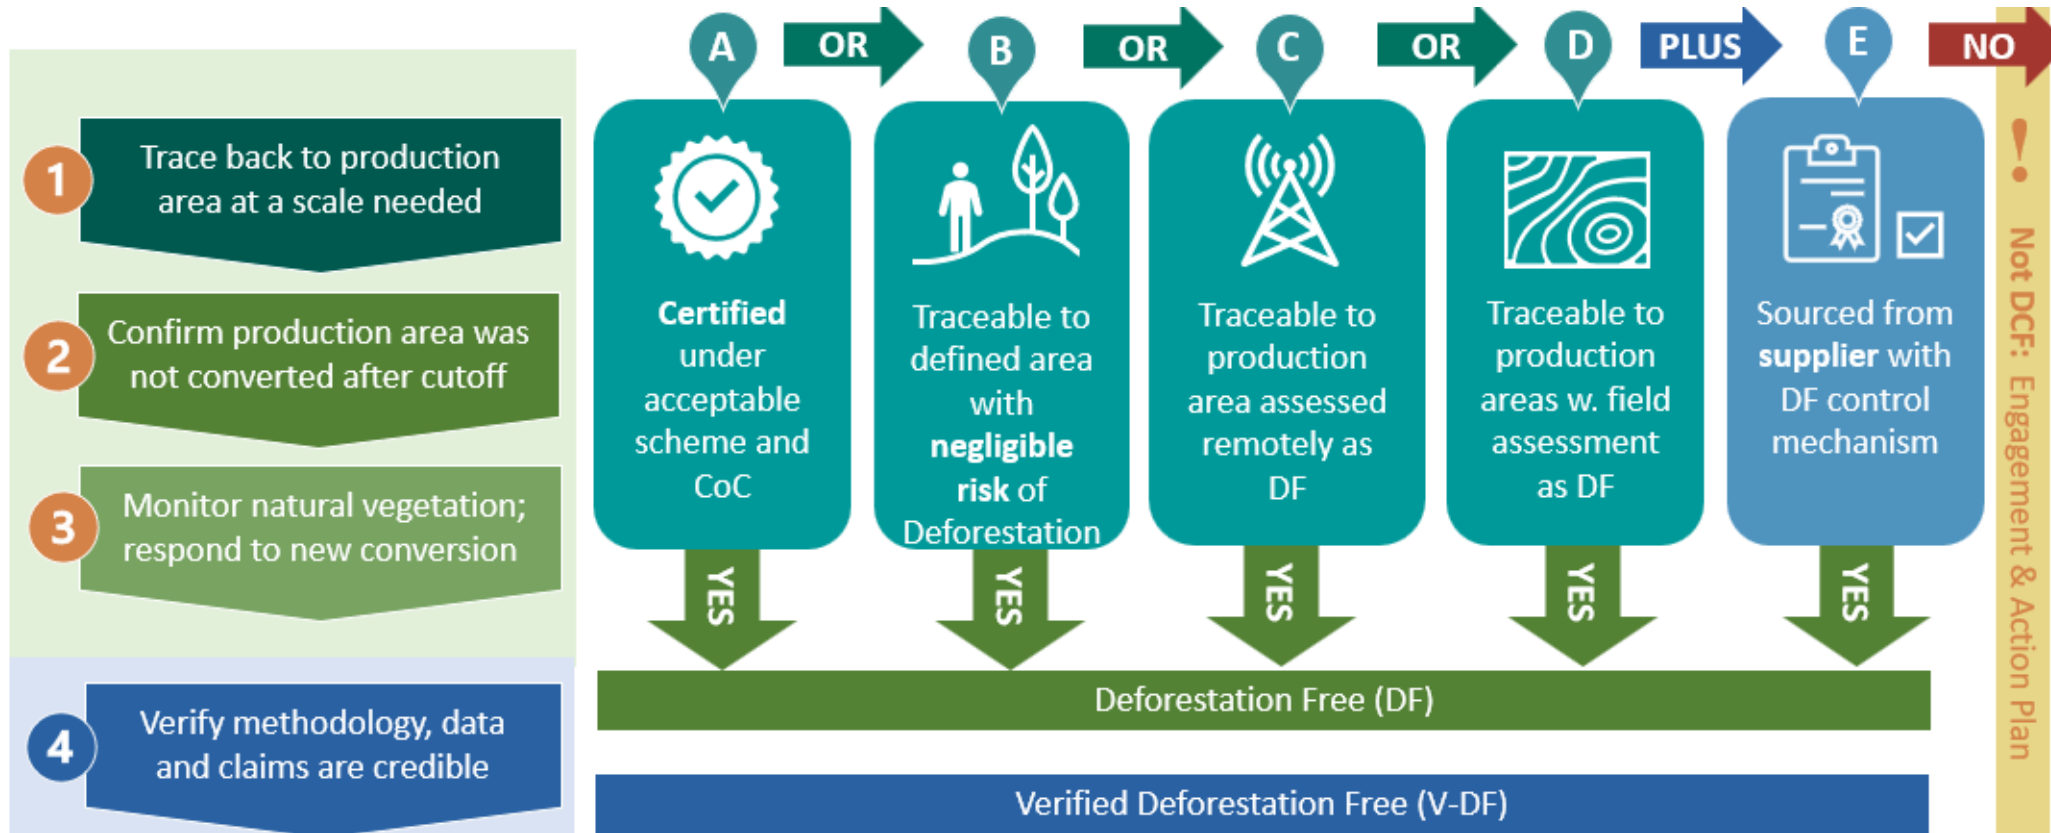 A
OR
B
OR
C
OR
D
PLUS
E
NO
1
Trace back to production
area at a scale needed
2
Confirm production area was
not converted after cutoff
3
Monitor natural vegetation;
respond to new conversion
4
Verify methodology, data
and claims are credible
Certified
under
acceptable
scheme and
CoC
Traceable to
defined area
with
negligible
risk of
Deforestation
Traceable to
production
area assessed
remotely as
DF
Traceable to
production
areas w. field
assessment
as DF
Sourced from
supplier with
DF control
mechanism
YES
YES
YES
YES
YES
Deforestation Free (DF)
Verified Deforestation Free (V-DF)
! Not DCF: Engagement & Action Plan